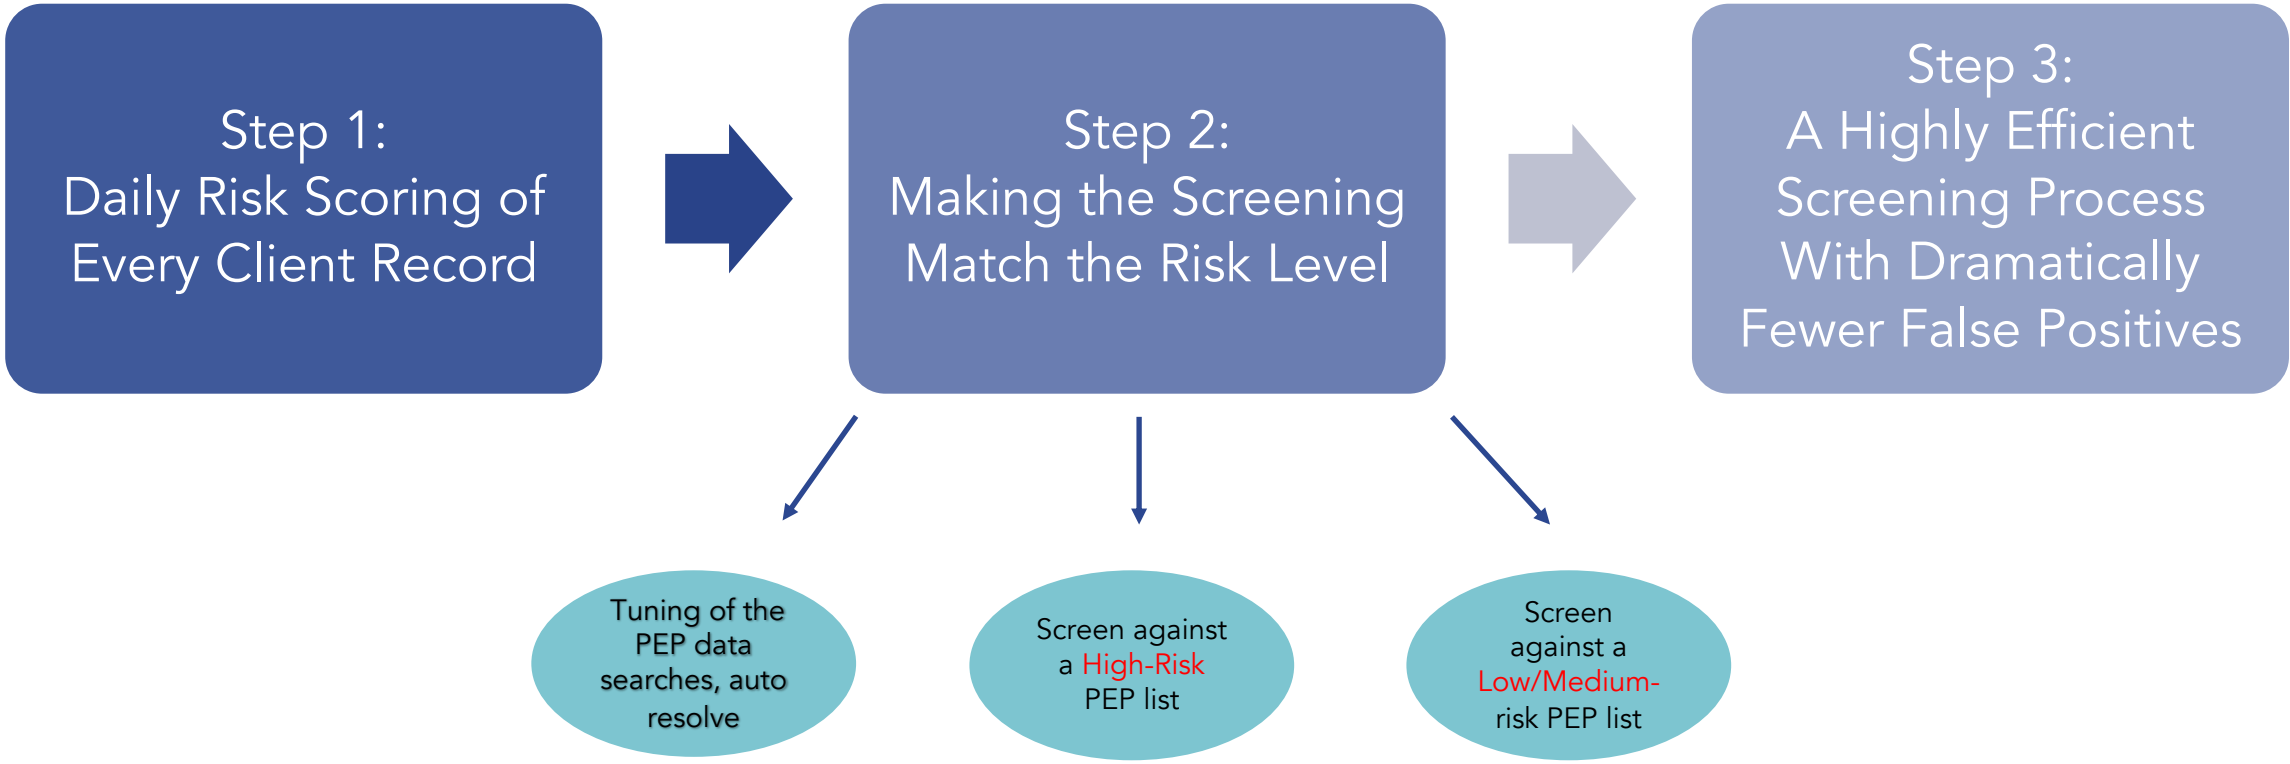 Step 1:
Daily Risk Scoring of
Every Client Record
Step 2:
Making the Screening
Match the Risk Level
Step 3:
A Highly Efficient
Screening Process
With Dramatically
Fewer False Positives
Tuning of the
PEP data
searches, auto
resolve
Screen against
a High-Risk
PEP list
Screen
against a
Low/Medium-
risk PEP list